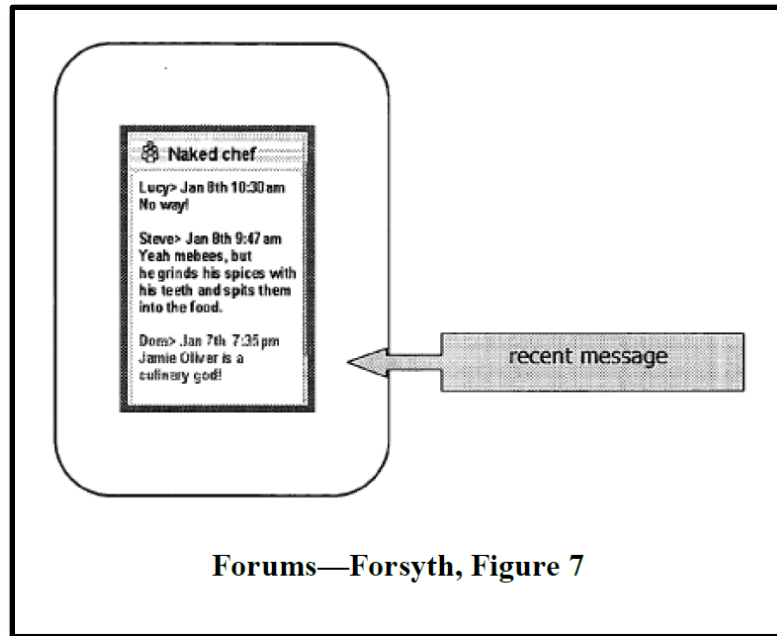 Naked chef
Lucy> Jan 8th 10:30am
No way!
Steve> Jan 8th 9:47am
Yeah mebees, but
he grinds his spices with
his teeth and spits them
into the food.
Dom> Jan 7th 7:35pm
Jamie Oliver is a
culinary god!
recent message
Forums—Forsyth, Figure 7